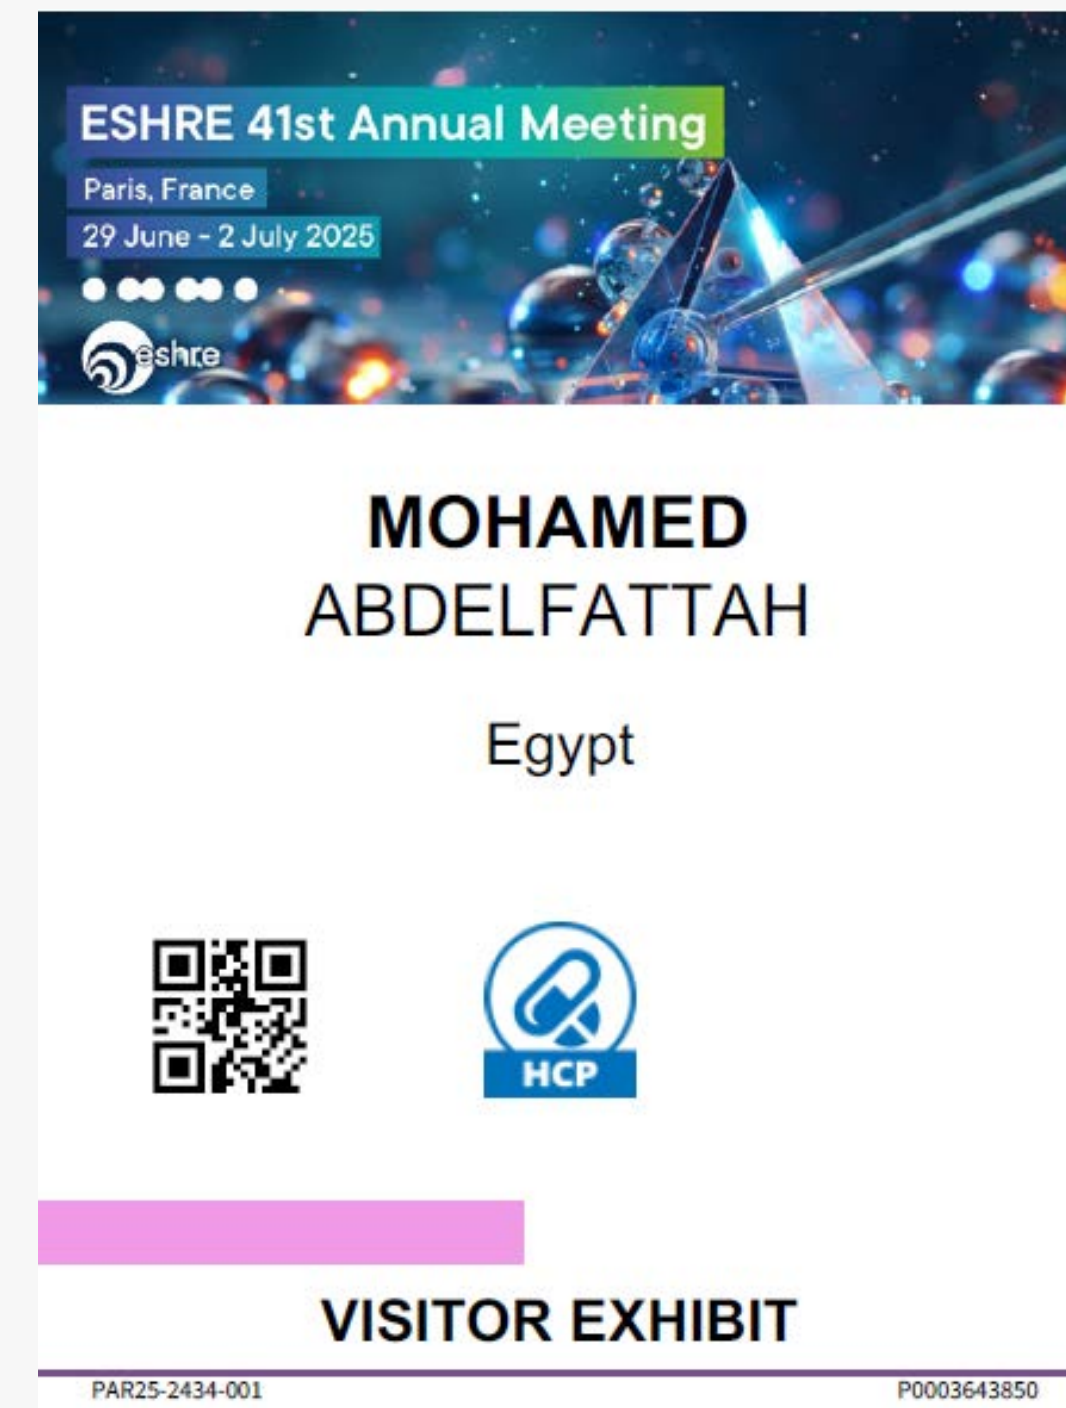 ESHRE 41st Annual Meeting
Paris, France
29 June - 2 July 2025
eshre
MOHAMED
ABDELFATTAH
Egypt
HCP
VISITOR EXHIBIT
PAR25-2434-001
P0003643850